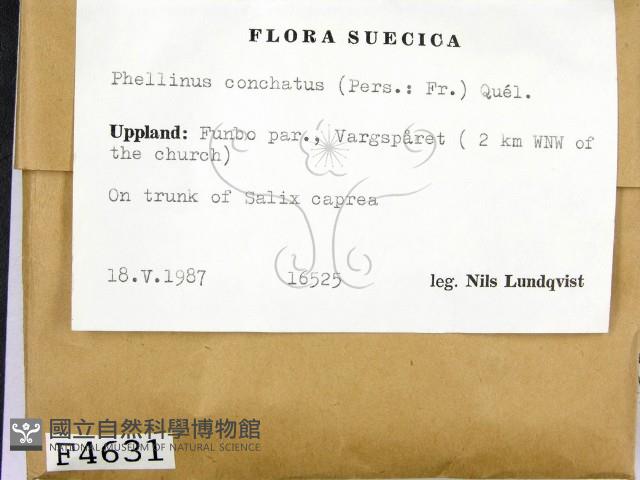 FLORA SUECICA
Phellinus conchatus (Pers.: Fr.) Quél.
Uppland: Funbo par., Vargspåret ( 2 km WNW of
the church)
On trunk of Salix caprea
18.V.1987 16525 leg. Nils Lundqvist
國立自然科學博物館
NATIONAL MUSEUM OF NATURAL SCIENCE
F4631